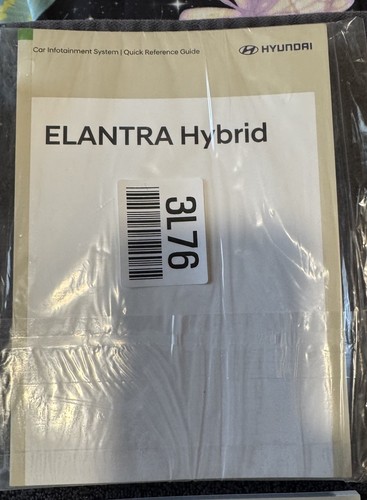 Car Infotainment System | Quick Reference Guide
HYUNDAI
ELANTRA Hybrid
3L76